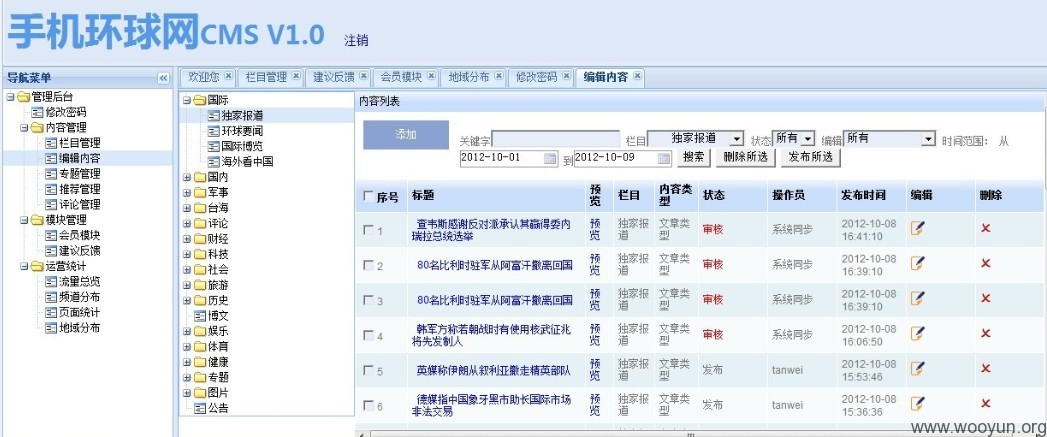 手机环球网CMS V1.0 注销
导航菜单
管理后台
修改密码
内容管理
栏目管理
编辑内容
专题管理
推荐管理
评论管理
模块管理
会员模块
建议反馈
运营统计
流量总览
频道分布
页面统计
地域分布
欢迎您 栏目管理 建议反馈 会员模块 地域分布 修改密码 编辑内容
国际
独家报道
环球要闻
国际博览
海外看中国
国内
军事
台海
评论
财经
科技
社会
旅游
历史
博文
娱乐
体育
健康
专题
图片
公告
内容列表
添加 关键字 栏目 独家报道 状态 所有 编辑 所有 时间范围: 从
2012-10-01 到 2012-10-09 搜索 删除所选 发布所选
序号 标题 预览 栏目 内容类型 状态 操作员 发布时间 编辑 删除
1 查韦斯感谢反对派承认其赢得委内瑞拉总统选举 预览 独家报道 文章类型 审核 系统同步 2012-10-08 16:41:10
2 80名比利时驻军从阿富汗撤离回国 预览 独家报道 文章类型 审核 系统同步 2012-10-08 16:39:10
3 80名比利时驻军从阿富汗撤离回国 预览 独家报道 文章类型 审核 系统同步 2012-10-08 16:39:10
4 韩军方称若朝战时有使用核武征兆将先发制人 预览 独家报道 文章类型 审核 系统同步 2012-10-08 16:06:50
5 英媒称伊朗从叙利亚撤走精英部队 预览 独家报道 文章类型 发布 tanwei 2012-10-08 15:53:46
6 德媒指中国象牙黑市助长国际市场非法交易 预览 独家报道 文章类型 发布 tanwei 2012-10-08 15:36:36
www.wooyun.org